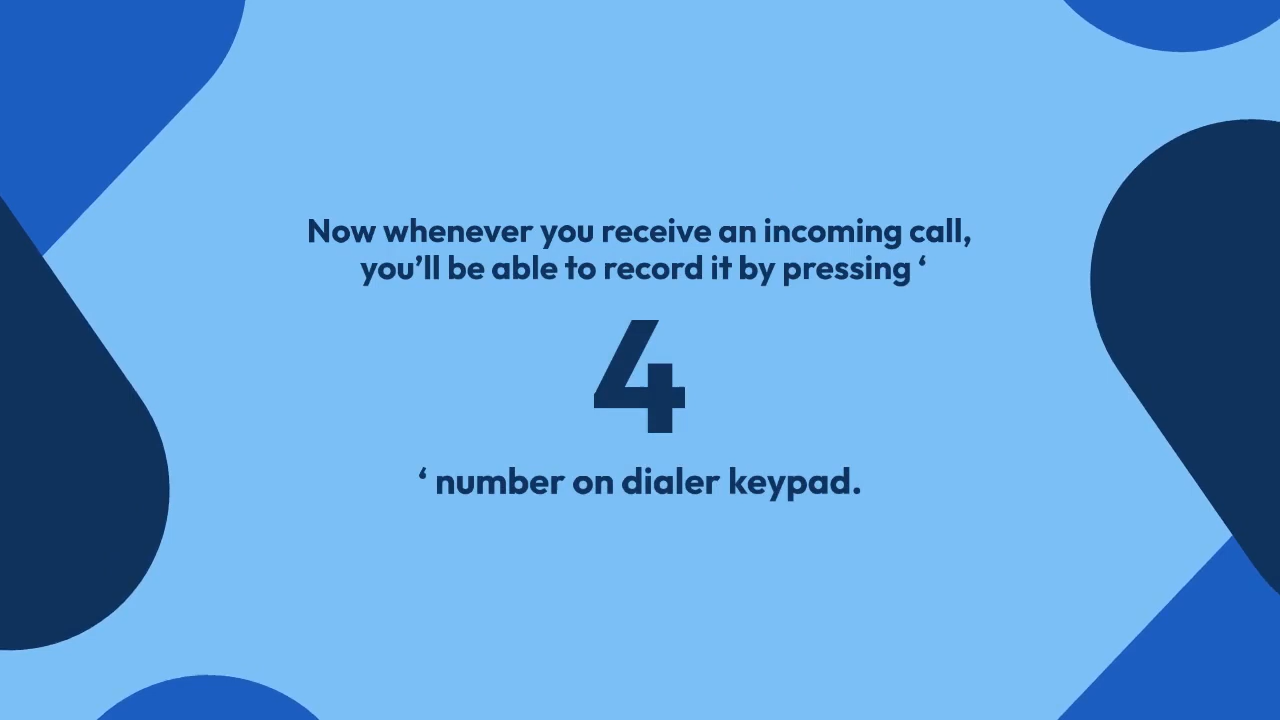 Now whenever you receive an incoming call,
you’ll be able to record it by pressing ‘
4
‘ number on dialer keypad.